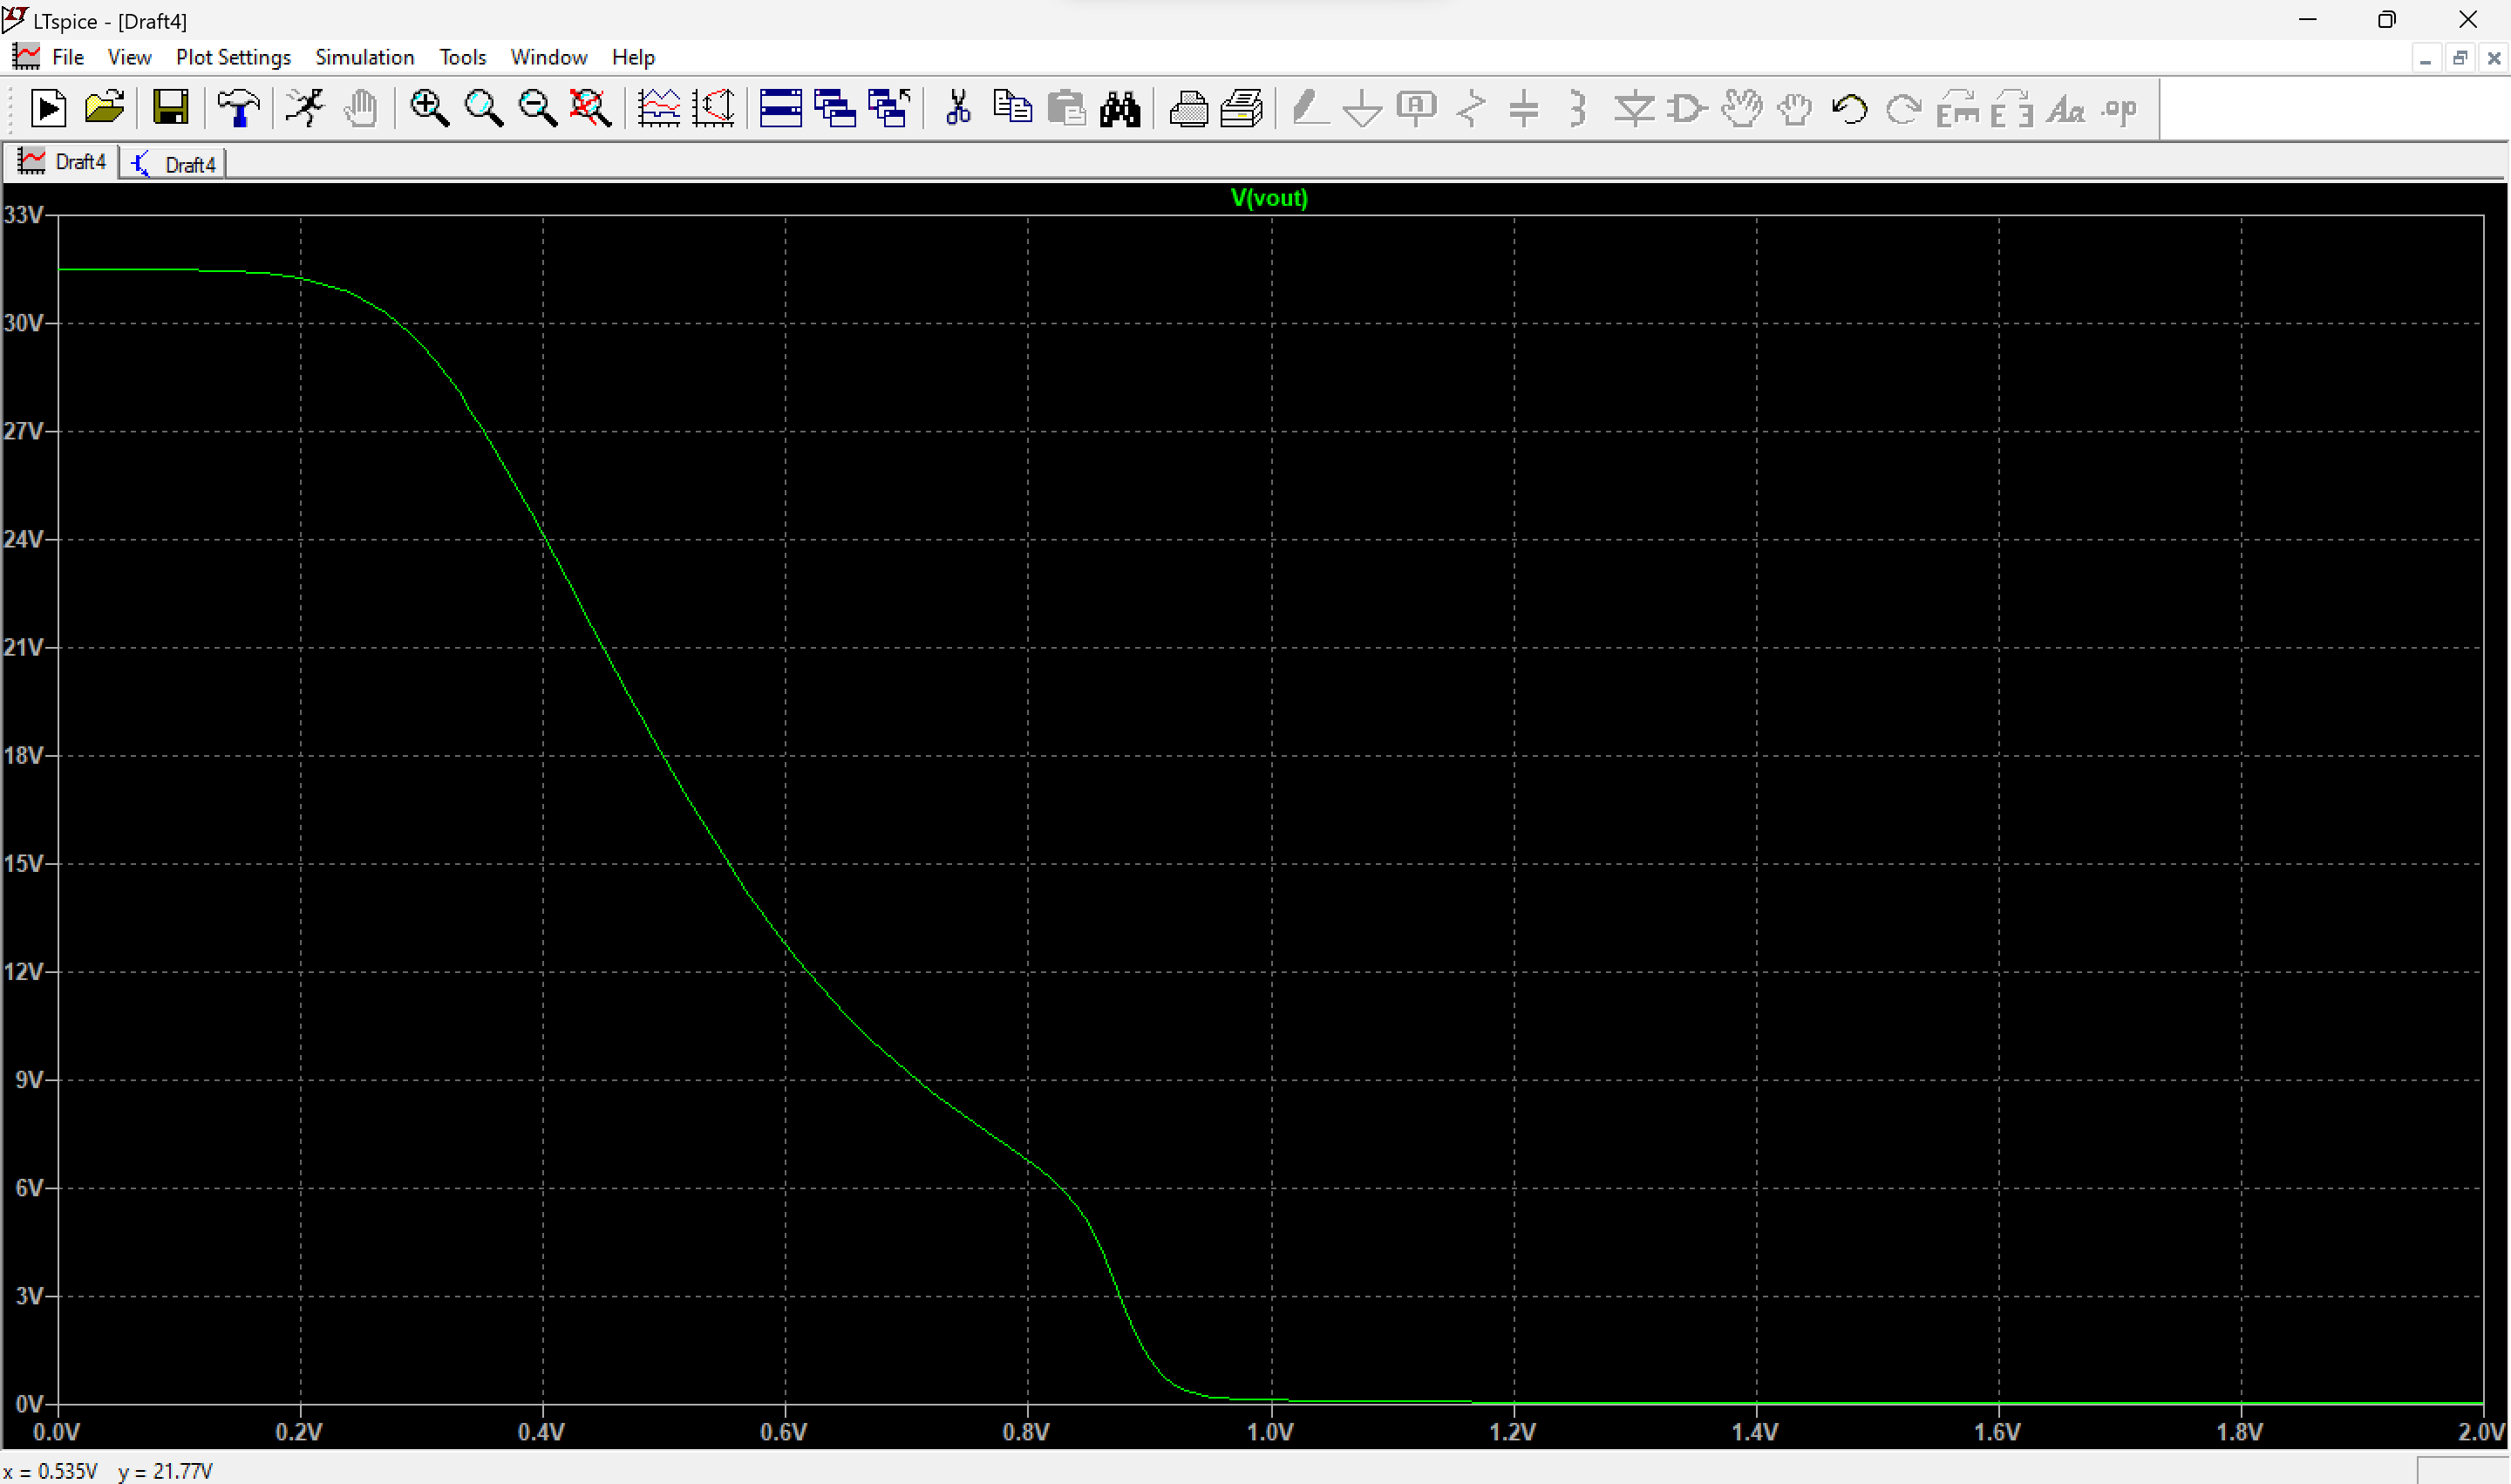 LTspice - [Draft4]
File View Plot Settings Simulation Tools Window Help
Aa .op
Draft4 Draft4
V(vout)
33V
30V
27V
24V
21V
18V
15V
12V
9V
6V
3V
0V
0.0V 0.2V 0.4V 0.6V 0.8V 1.0V 1.2V 1.4V 1.6V 1.8V 2.0V
x = 0.535V y = 21.77V